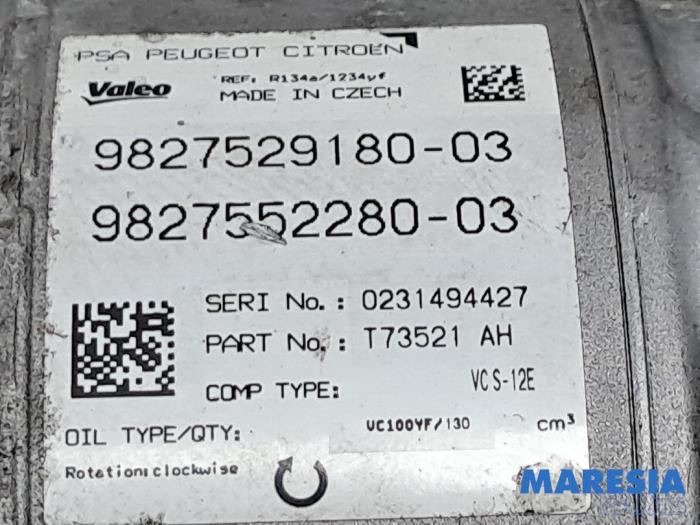 PSA PEUGEOT CITROËN
Valeo
REF: R134a/1234yf
MADE IN CZECH
9827529180-03
9827552280-03
SERI No.: 0231494427
PART No.: T73521 AH
COMP TYPE: VCS-12E
OIL TYPE/QTY: VC100YF/130 cm³
Rotation:clockwise
MARESIA